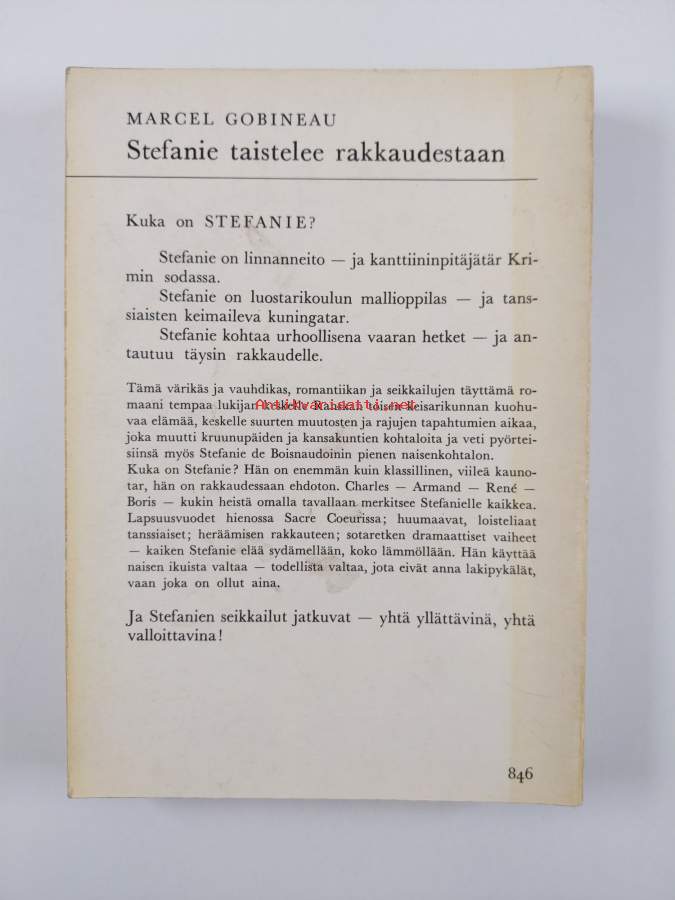 MARCEL GOBINEAU
Stefanie taistelee rakkaudestaan
Kuka on STEFANIE?
Stefanie on linnanneito — ja kanttiininpitäjätär Kri-
min sodassa.
Stefanie on luostarikoulun mallioppilas — ja tans-
siaisten keimaileva kuningatar.
Stefanie kohtaa urhoollisena vaaran hetket — ja an-
tautuu täysin rakkaudelle.
Tämä värikäs ja vauhdikas, romantiikan ja seikkailujen täyttämä ro-
maani tempaa lukijan keskelle Ranskan toisen keisarikunnan kuohu-
vaa elämää, keskelle suurten muutosten ja rajujen tapahtumien aikaa,
joka muutti kruunupäiden ja kansakuntien kohtaloita ja veti pyörtei-
siinsä myös Stefanie de Boisnaudoinin pienen naisenkohtalon.
Kuka on Stefanie? Hän on enemmän kuin klassillinen, viileä kauno-
tar, hän on rakkaudessaan ehdoton. Charles — Armand — René —
Boris — kukin heistä omalla tavallaan merkitsee Stefanielle kaikkea.
Lapsuusvuodet hienossa Sacre Coeurissa; huumaavat, loisteliaat
tanssiaiset; heräämisen rakkauteen; sotaretken dramaattiset vaiheet
— kaiken Stefanie elää sydämellään, koko lämmöllään. Hän käyttää
naisen ikuista valtaa — todellista valtaa, jota eivät anna lakipykälät,
vaan joka on ollut aina.
Ja Stefanien seikkailut jatkuvat — yhtä yllättävinä, yhtä
valloittavina!
846